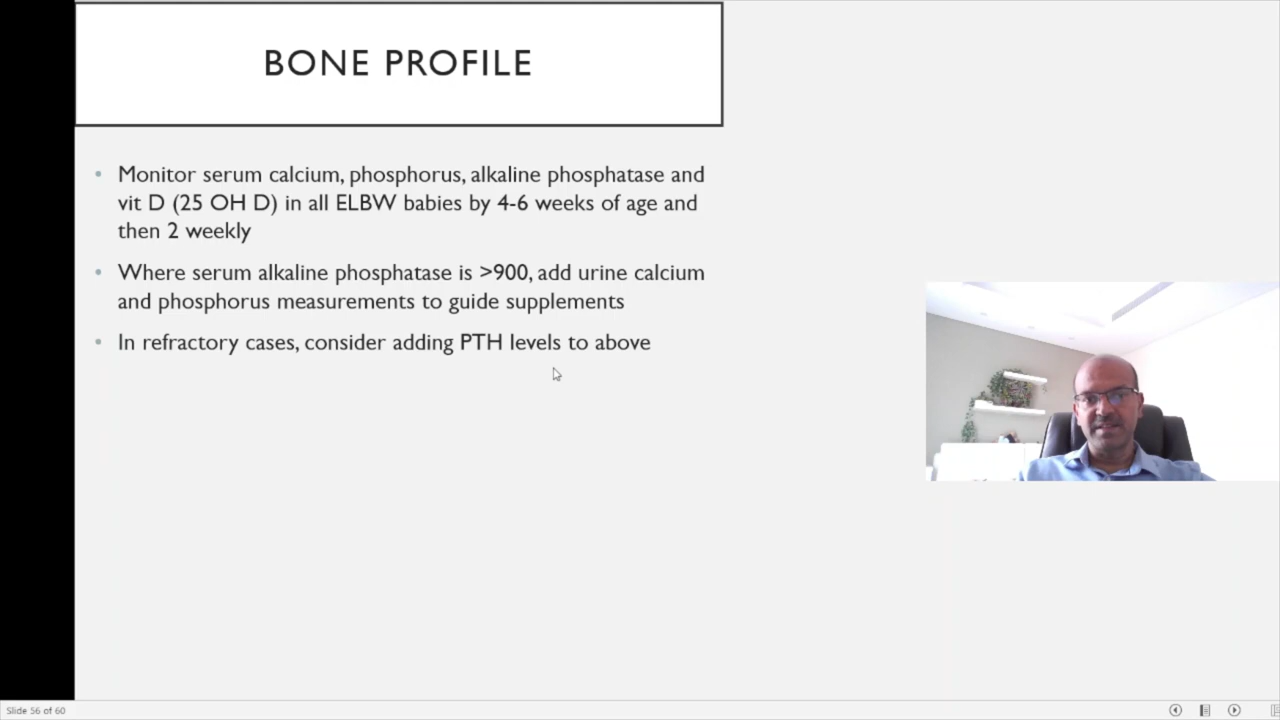 BONE PROFILE
• Monitor serum calcium, phosphorus, alkaline phosphatase and
vit D (25 OH D) in all ELBW babies by 4-6 weeks of age and
then 2 weekly
• Where serum alkaline phosphatase is >900, add urine calcium
and phosphorus measurements to guide supplements
• In refractory cases, consider adding PTH levels to above
Slide 56 of 60